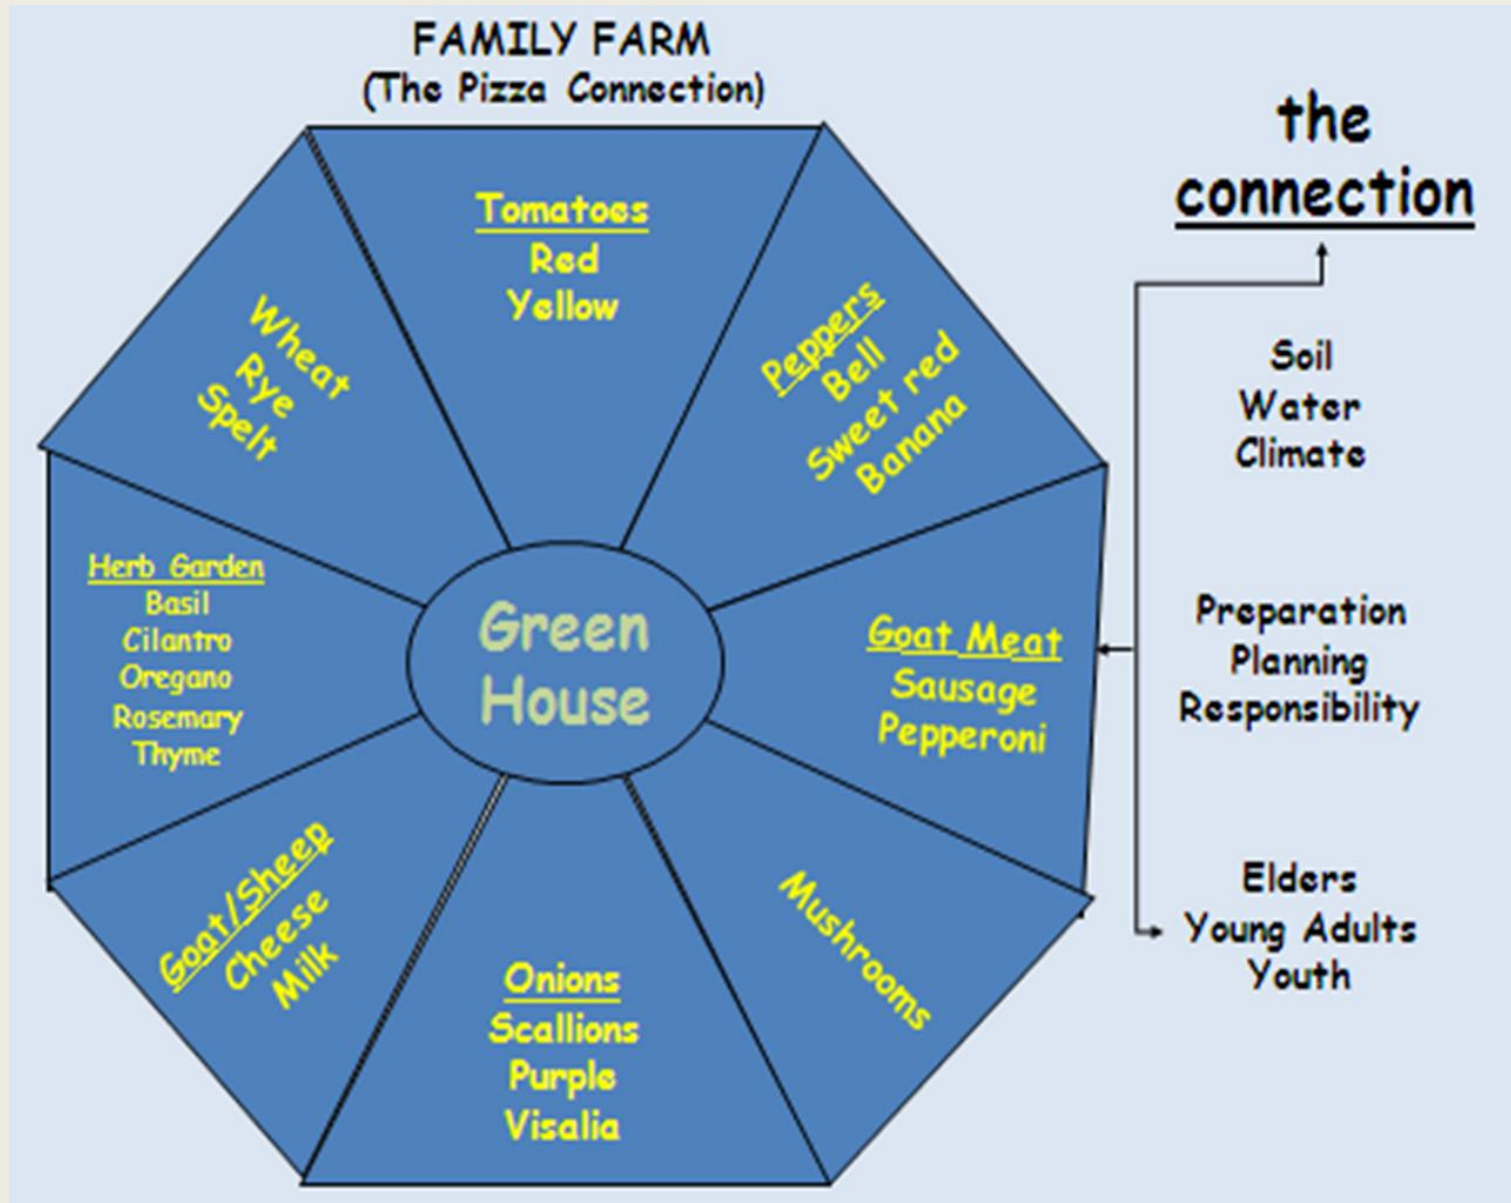 FAMILY FARM
(The Pizza Connection)
the
connection
Tomatoes
Red
Yellow
Peppers
Bell
Sweet red
Banana
Goat Meat
Sausage
Pepperoni
Mushrooms
Onions
Scallions
Purple
Visalia
Goat/Sheep
Cheese
Milk
Herb Garden
Basil
Cilantro
Oregano
Rosemary
Thyme
Wheat
Rye
Spelt
Green
House
Soil
Water
Climate
Preparation
Planning
Responsibility
Elders
Young Adults
Youth